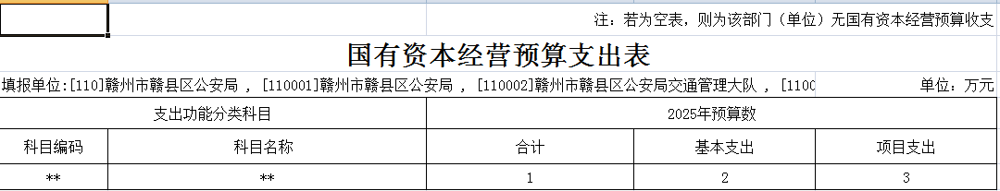 注：若为空表，则为该部门（单位）无国有资本经营预算收支
国有资本经营预算支出表
填报单位:[110]赣州市赣县区公安局 , [110001]赣州市赣县区公安局 , [110002]赣州市赣县区公安局交通管理大队 , [1100 单位：万元
支出功能分类科目 2025年预算数
科目编码 科目名称 合计 基本支出 项目支出
** ** 1 2 3